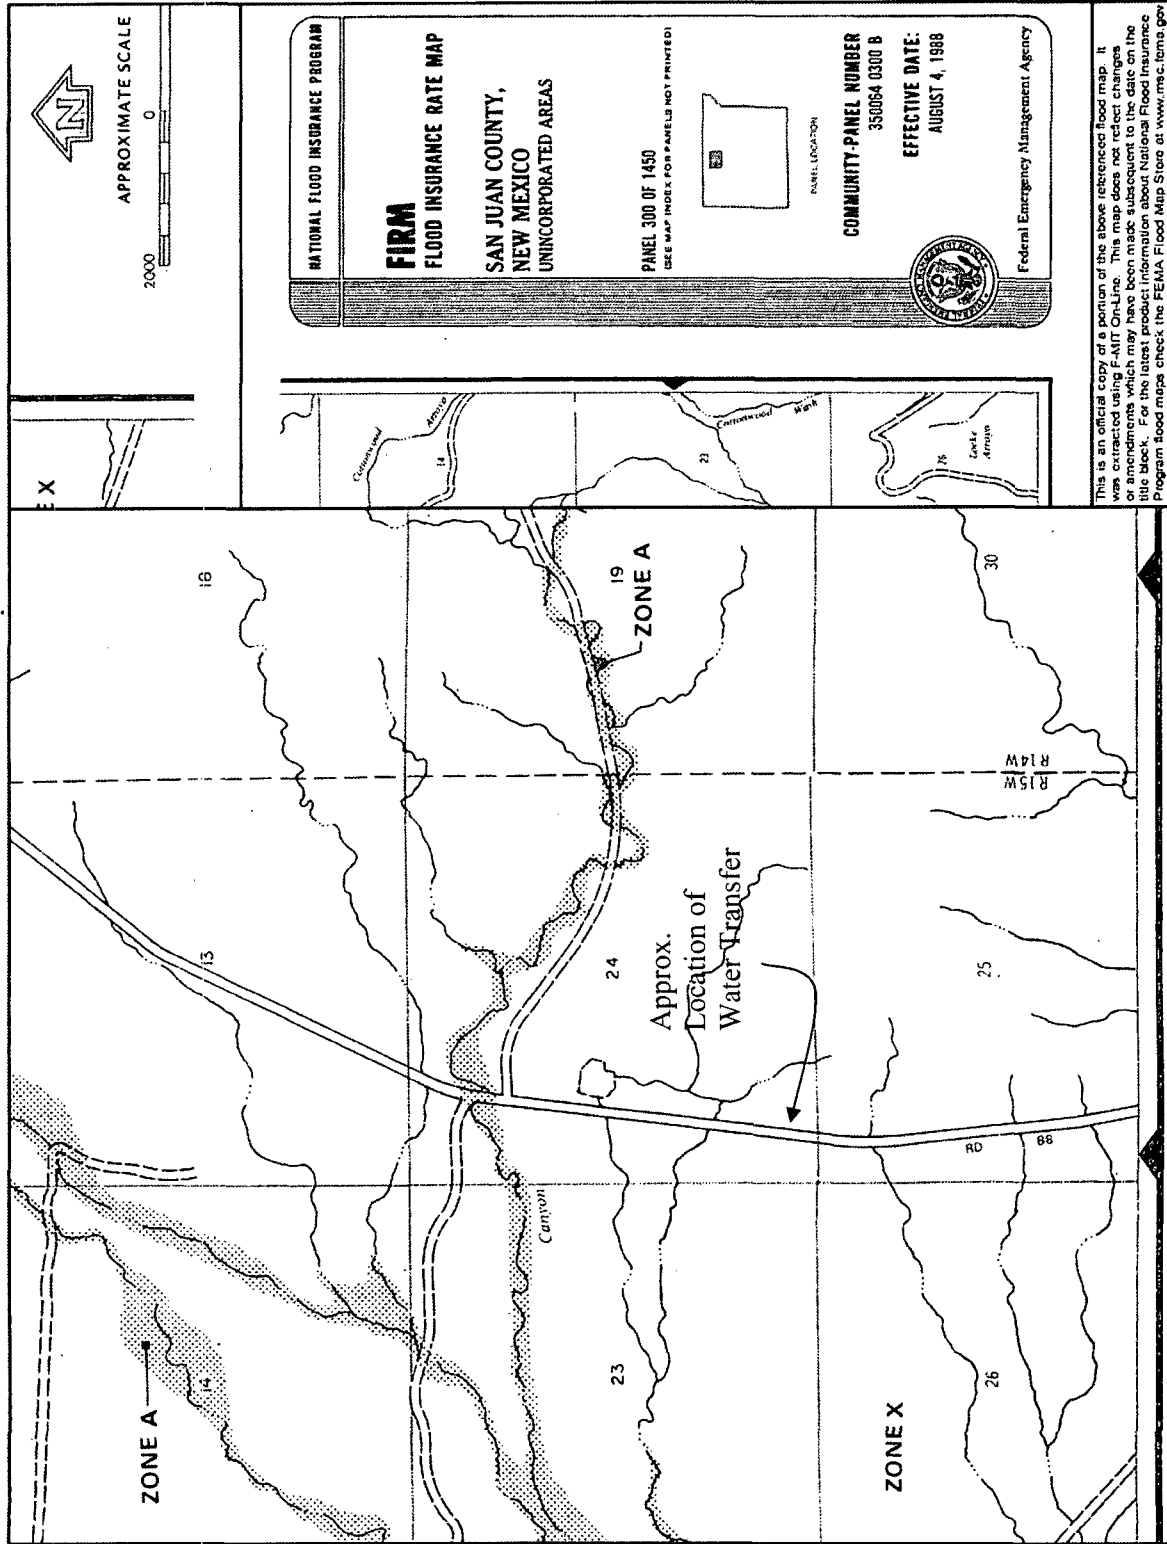 APPROXIMATE SCALE
2000 0
N
NATIONAL FLOOD INSURANCE PROGRAM
FIRM
FLOOD INSURANCE RATE MAP
SAN JUAN COUNTY,
NEW MEXICO
UNINCORPORATED AREAS
PANEL 300 OF 1450
(SEE MAP INDEX FOR PANELS NOT PRINTED)
PANEL LOCATION
COMMUNITY-PANEL NUMBER
350064 0300 B
EFFECTIVE DATE:
AUGUST 4, 1988
Federal Emergency Management Agency
This is an official copy of a portion of the above referenced flood map. It
was extracted using F-MIT On-Line. This map does not reflect changes
or amendments which may have been made subsequent to the date on the
title block. For the latest product information about National Flood Insurance
Program flood maps check the FEMA Flood Map Store at www.msc.fema.gov
E X
Cottonwood
Arroyo
14
23
Cottonwood
Wash
26
Locke
Arroyo
18
13
ZONE A
14
19
ZONE A
Canyon
24
23
Approx.
Location of
Water Transfer
R14W
R15W
30
25
RD 88
26
ZONE X